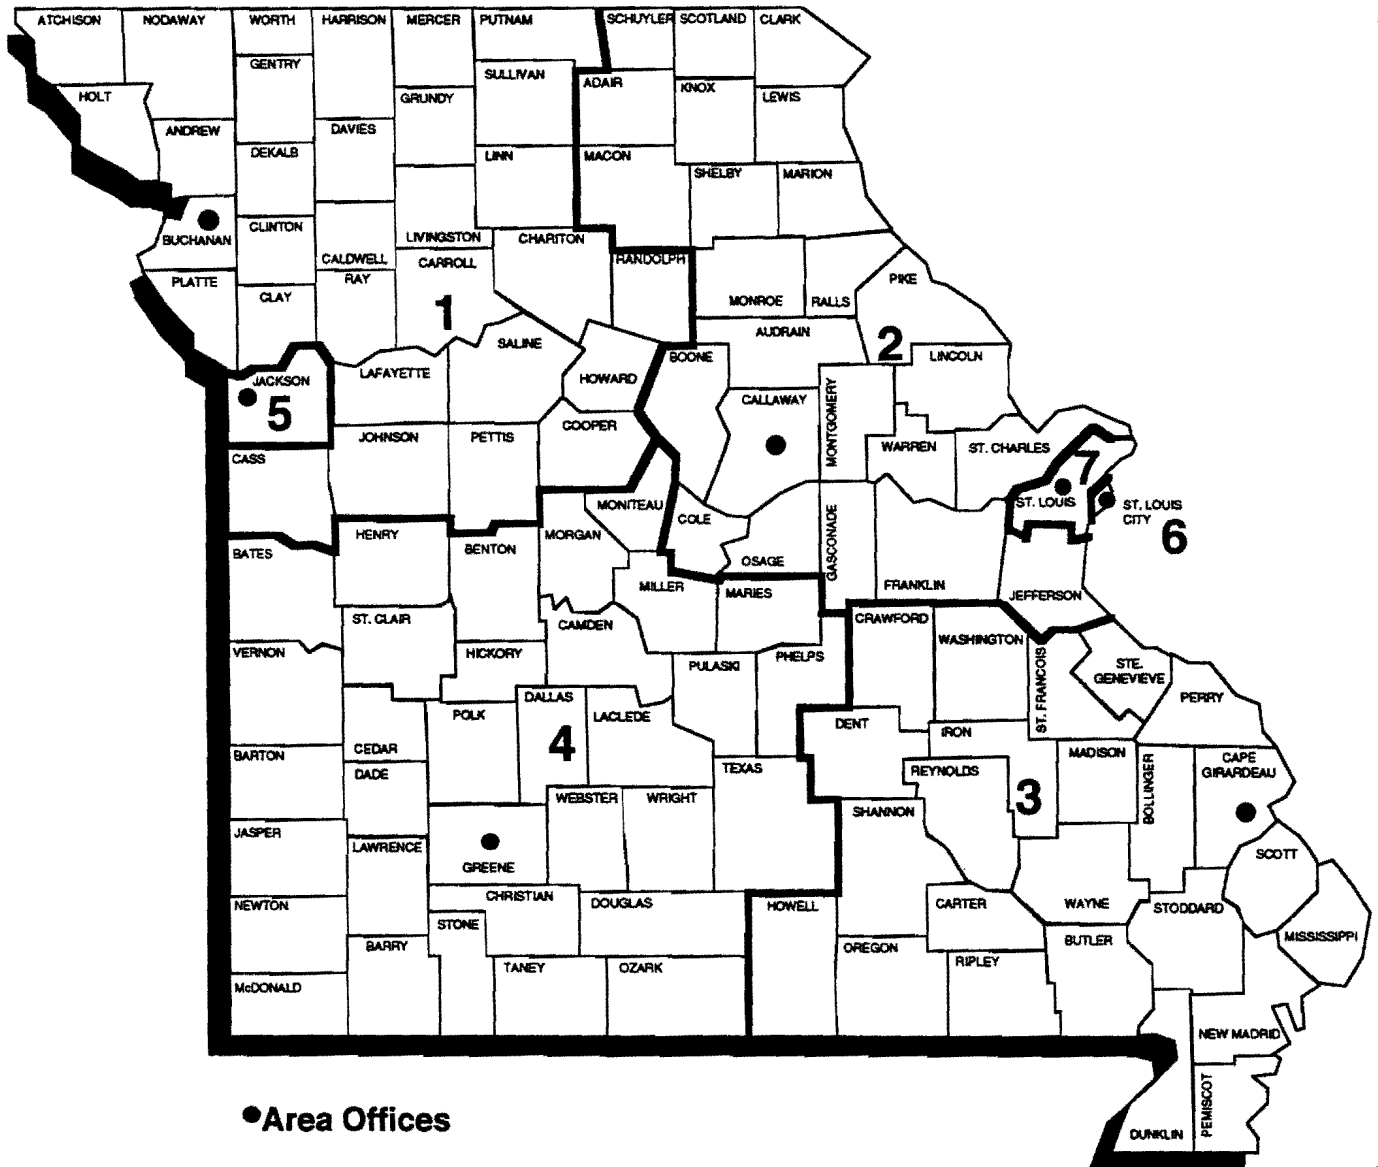 ATCHISON
NODAWAY
WORTH
HARRISON
MERCER
PUTNAM
SCHUYLER
SCOTLAND
CLARK
GENTRY
SULLIVAN
ADAIR
KNOX
LEWIS
HOLT
GRUNDY
ANDREW
DAVIES
DEKALB
LINN
MACON
SHELBY
MARION
BUCHANAN
CLINTON
CALDWELL
LIVINGSTON
CHARITON
RANDOLPH
MONROE
RALLS
PIKE
PLATTE
CLAY
RAY
CARROLL
1
SALINE
AUDRAIN
2
LINCOLN
JACKSON
5
LAFAYETTE
HOWARD
BOONE
CALLAWAY
MONTGOMERY
WARREN
ST. CHARLES
CASS
JOHNSON
PETTIS
COOPER
MONITEAU
COLE
OSAGE
GASCONADE
FRANKLIN
7
ST. LOUIS
ST. LOUIS
CITY
6
JEFFERSON
BATES
HENRY
BENTON
MORGAN
MILLER
MARIES
ST. CLAIR
CAMDEN
CRAWFORD
WASHINGTON
ST. FRANCOIS
STE.
GENEVIEVE
PERRY
VERNON
HICKORY
PULASKI
PHELPS
POLK
DALLAS
LACLEDE
4
DENT
IRON
MADISON
BOLLINGER
CAPE
GIRARDEAU
BARTON
CEDAR
DADE
TEXAS
REYNOLDS
3
WEBSTER
WRIGHT
SHANNON
JASPER
LAWRENCE
GREENE
SCOTT
NEWTON
CHRISTIAN
DOUGLAS
HOWELL
CARTER
WAYNE
STODDARD
MISSISSIPPI
STONE
BARRY
TANEY
OZARK
OREGON
RIPLEY
BUTLER
McDONALD
NEW MADRID
PEMISCOT
DUNKLIN
Area Offices